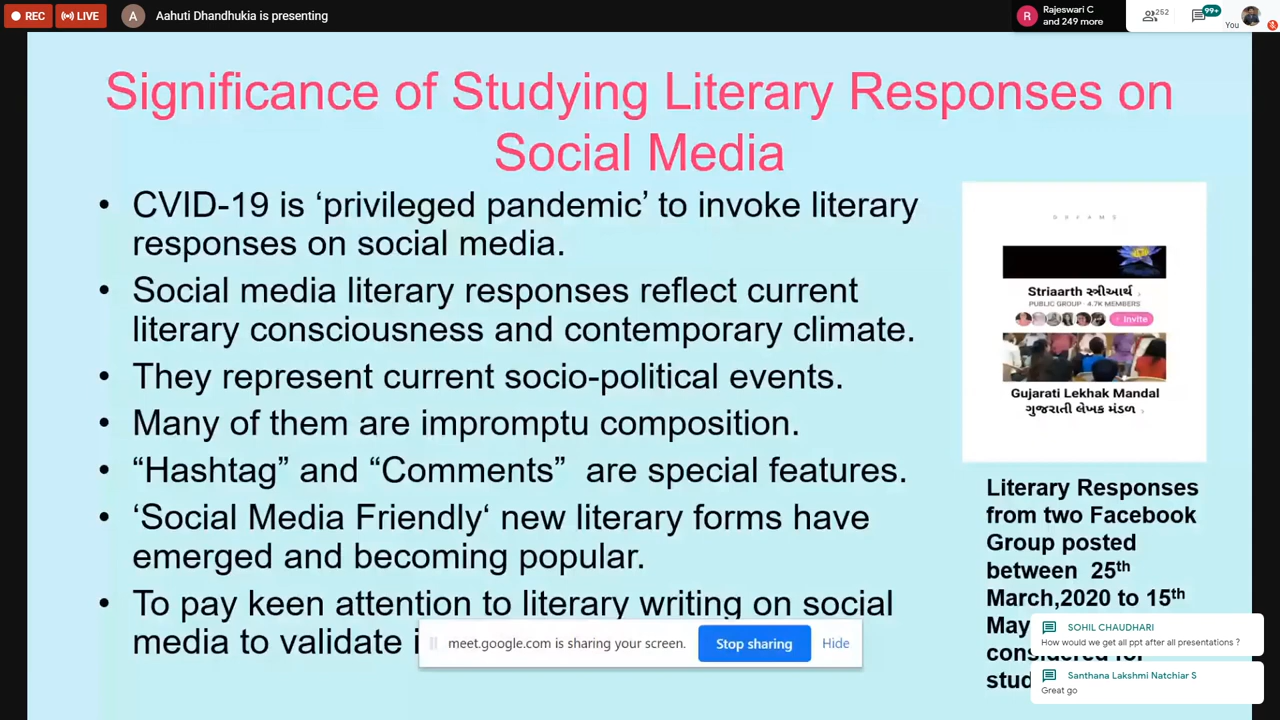 REC
LIVE
A
Aahuti Dhandhukia is presenting
R
Rajeswari C
and 249 more
252
99+
You
Significance of Studying Literary Responses on
Social Media
• CVID-19 is ‘privileged pandemic’ to invoke literary
responses on social media.
• Social media literary responses reflect current
literary consciousness and contemporary climate.
• They represent current socio-political events.
• Many of them are impromptu composition.
• “Hashtag” and “Comments”  are special features.
• ‘Social Media Friendly‘ new literary forms have
emerged and becoming popular.
• To pay keen attention to literary writing on social
media to validate
D R E A M S
Striaarth સ્ત્રીઆર્થ ›
PUBLIC GROUP · 4.7K MEMBERS
+ Invite
Gujarati Lekhak Mandal
ગુજરાતી લેખક મંડળ ›
Literary Responses
from two Facebook
Group posted
between  25th
March,2020 to 15th
May
considered for
meet.google.com is sharing your screen.
Stop sharing
Hide
SOHIL CHAUDHARI
How would we get all ppt after all presentations ?
Santhana Lakshmi Natchiar S
Great go